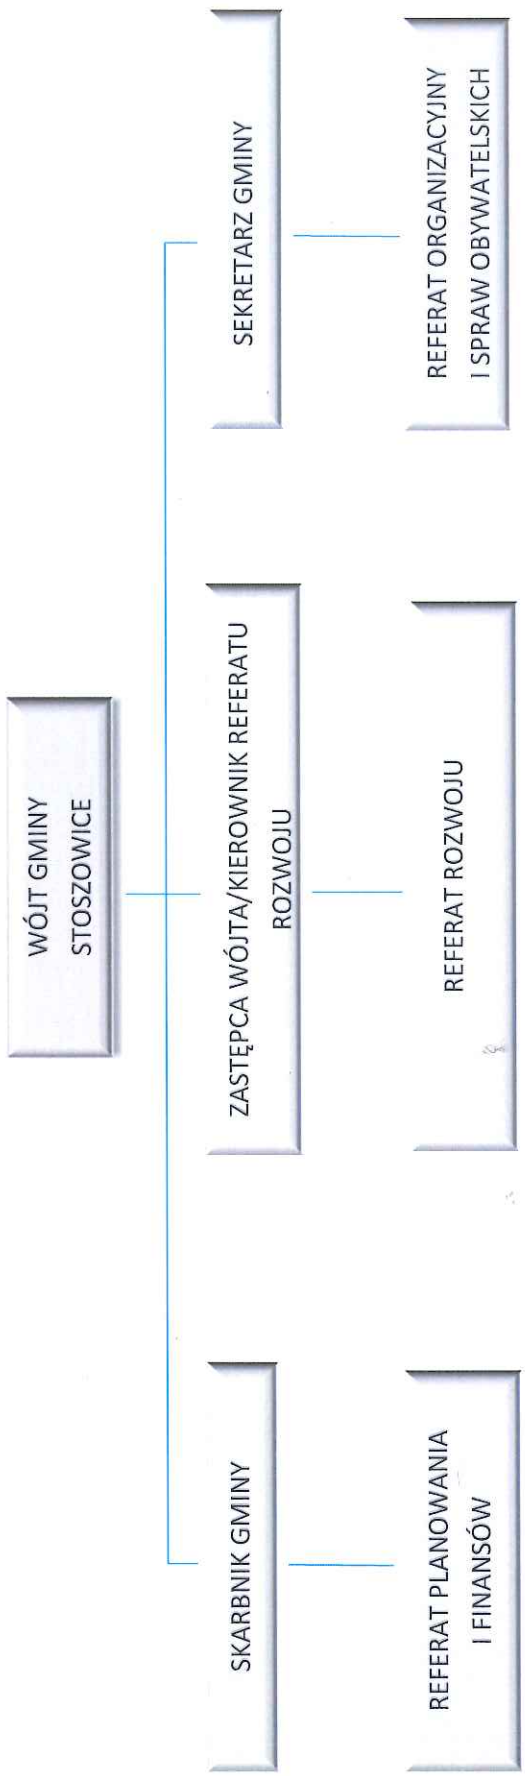 WÓJT GMINY
STOSZOWICE
SKARBNIK GMINY
ZASTĘPCA WÓJTA/KIEROWNIK REFERATU
ROZWOJU
SEKRETARZ GMINY
REFERAT PLANOWANIA
I FINANSÓW
REFERAT ROZWOJU
REFERAT ORGANIZACYJNY
I SPRAW OBYWATELSKICH